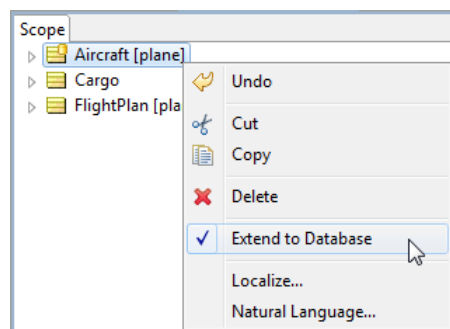 Scope
Aircraft [plane]
Cargo
FlightPlan [pla
Undo
Cut
Copy
Delete
Extend to Database
Localize...
Natural Language...